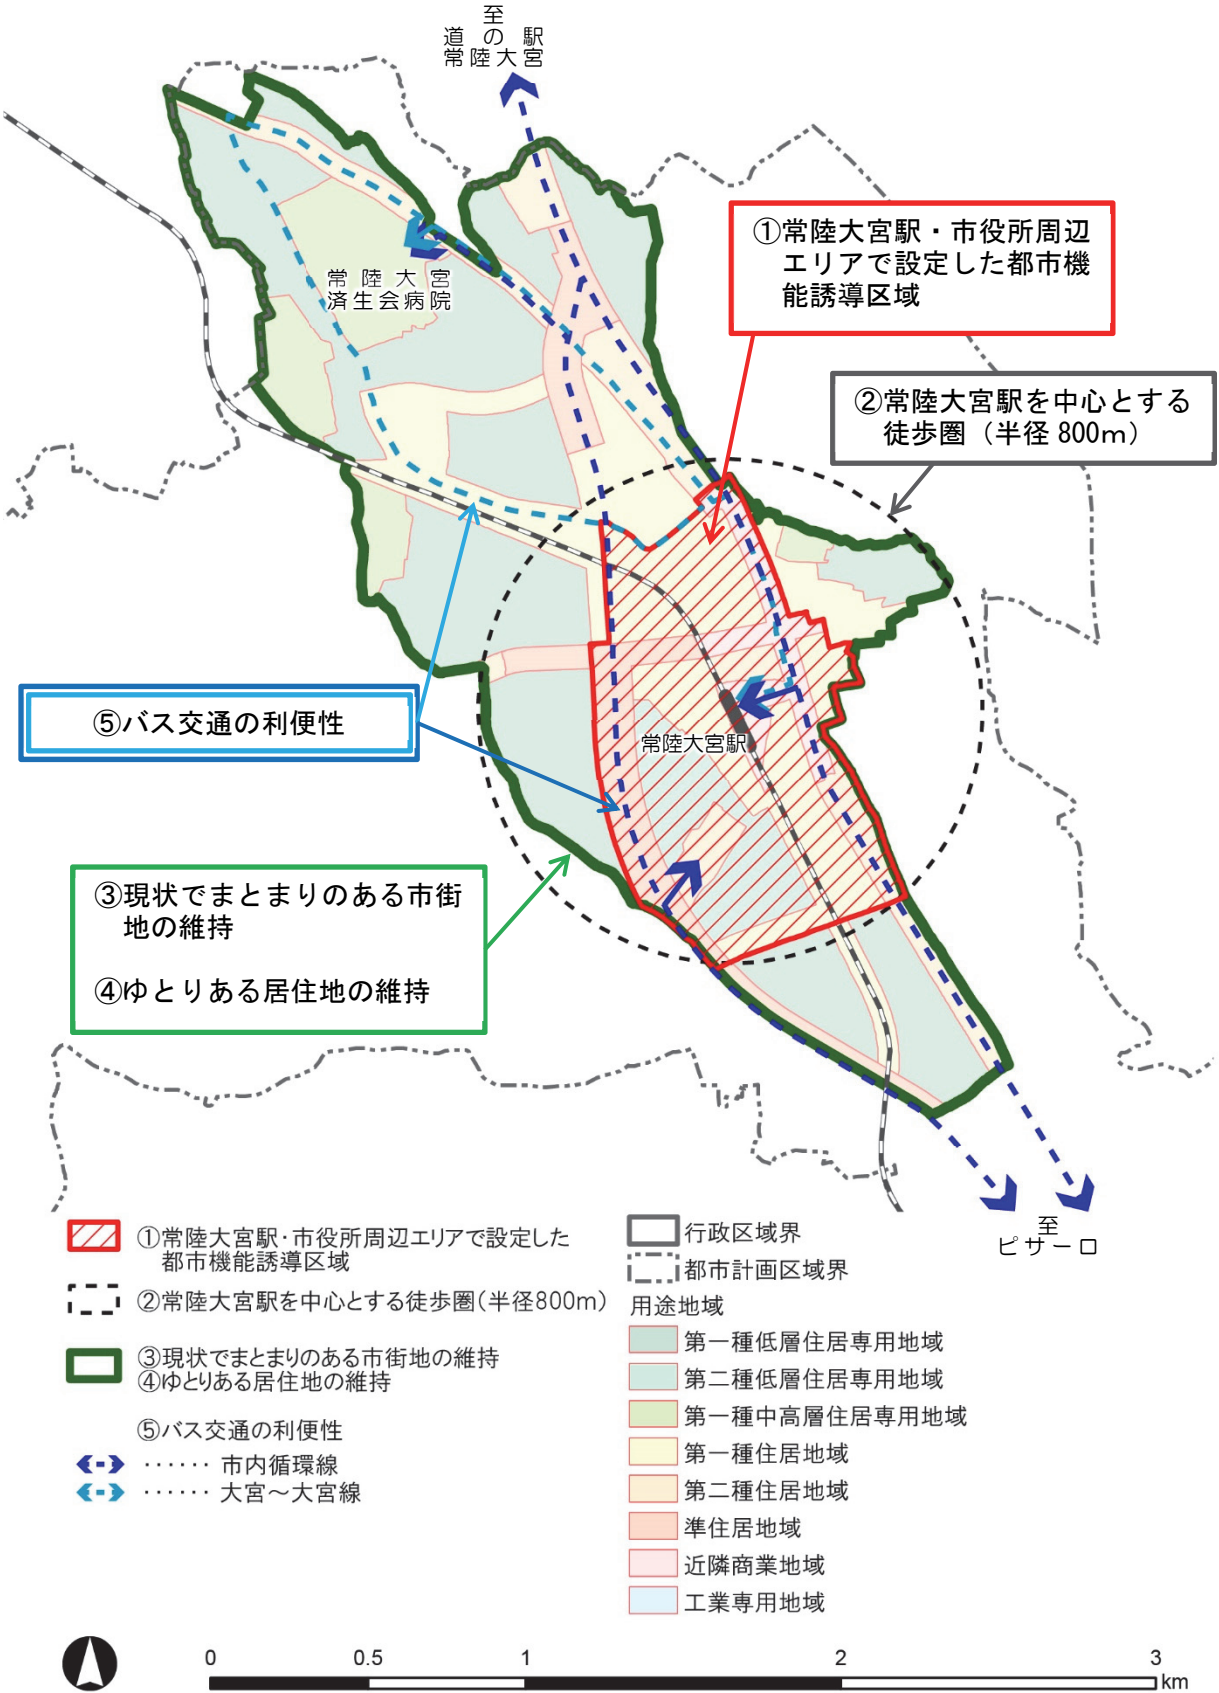 至
道の駅
常陸大宮
①常陸大宮駅・市役所周辺
エリアで設定した都市機
能誘導区域
常陸大宮
済生会病院
②常陸大宮駅を中心とする
徒歩圏（半径 800m）
⑤バス交通の利便性
常陸大宮駅
③現状でまとまりのある市街
地の維持
④ゆとりある居住地の維持
至
ピサーロ
①常陸大宮駅・市役所周辺エリアで設定した
都市機能誘導区域
②常陸大宮駅を中心とする徒歩圏(半径800m)
③現状でまとまりのある市街地の維持
④ゆとりある居住地の維持
⑤バス交通の利便性
‥‥‥ 市内循環線
‥‥‥ 大宮～大宮線
行政区域界
都市計画区域界
用途地域
第一種低層住居専用地域
第二種低層住居専用地域
第一種中高層住居専用地域
第一種住居地域
第二種住居地域
準住居地域
近隣商業地域
工業専用地域
0 0.5 1 2 3
km